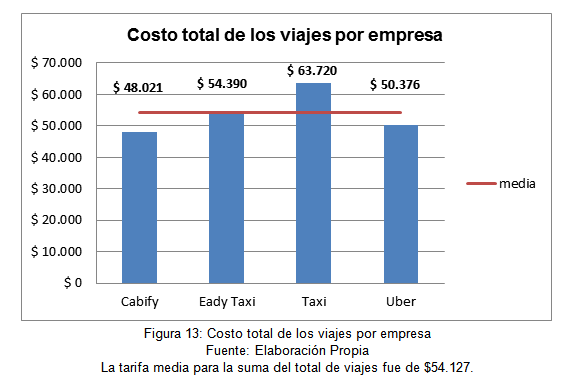 Costo total de los viajes por empresa
$ 70.000
$ 60.000
$ 50.000
$ 40.000
$ 30.000
$ 20.000
$ 10.000
$ 0
$ 48.021
$ 54.390
$ 63.720
$ 50.376
media
Cabify
Eady Taxi
Taxi
Uber
Figura 13: Costo total de los viajes por empresa
Fuente: Elaboración Propia
La tarifa media para la suma del total de viajes fue de $54.127.